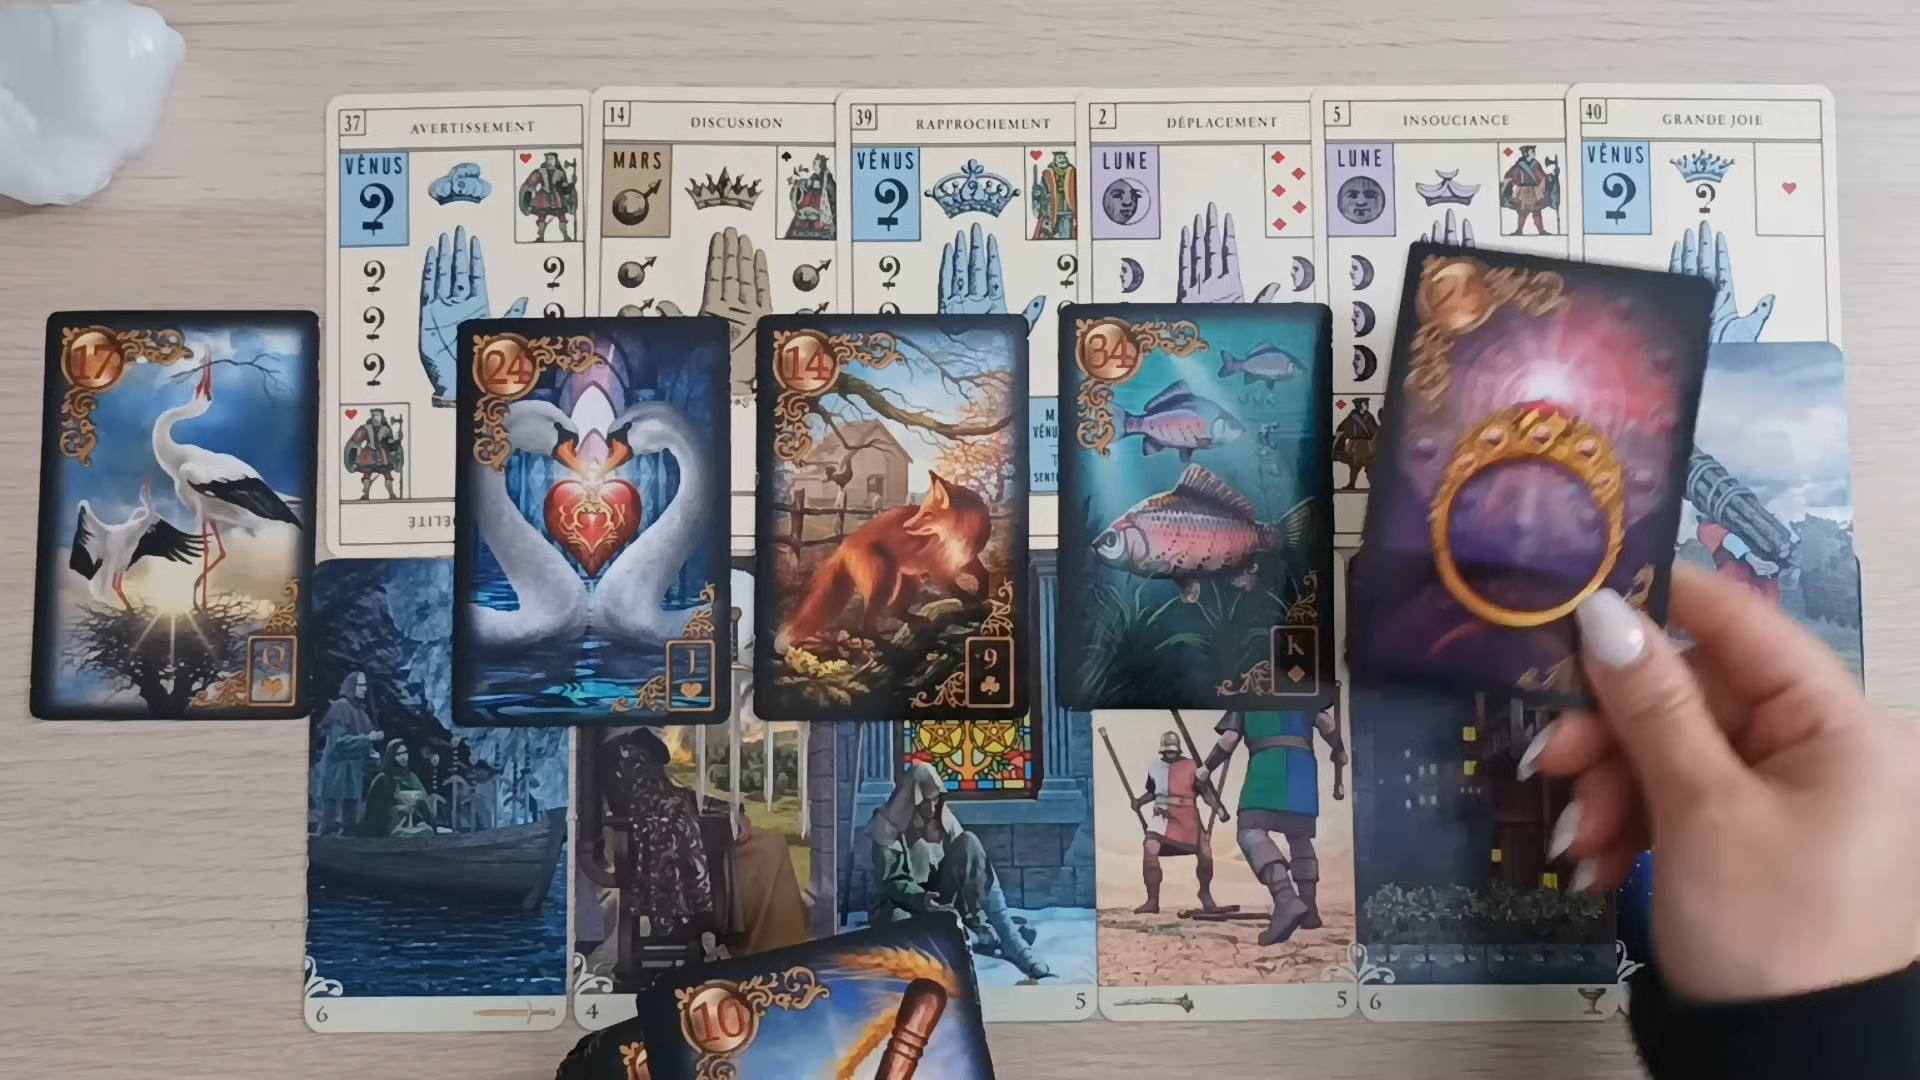 37 AVERTISSEMENT
VÉNUS
14 DISCUSSION
MARS
39 RAPPROCHEMENT
VÉNUS
2 DÉPLACEMENT
LUNE
5 INSOUCIANCE
LUNE
40 GRANDE JOIE
VÉNUS
17
Q
24
J
14
9
34
K
10
6
4
5
5
6